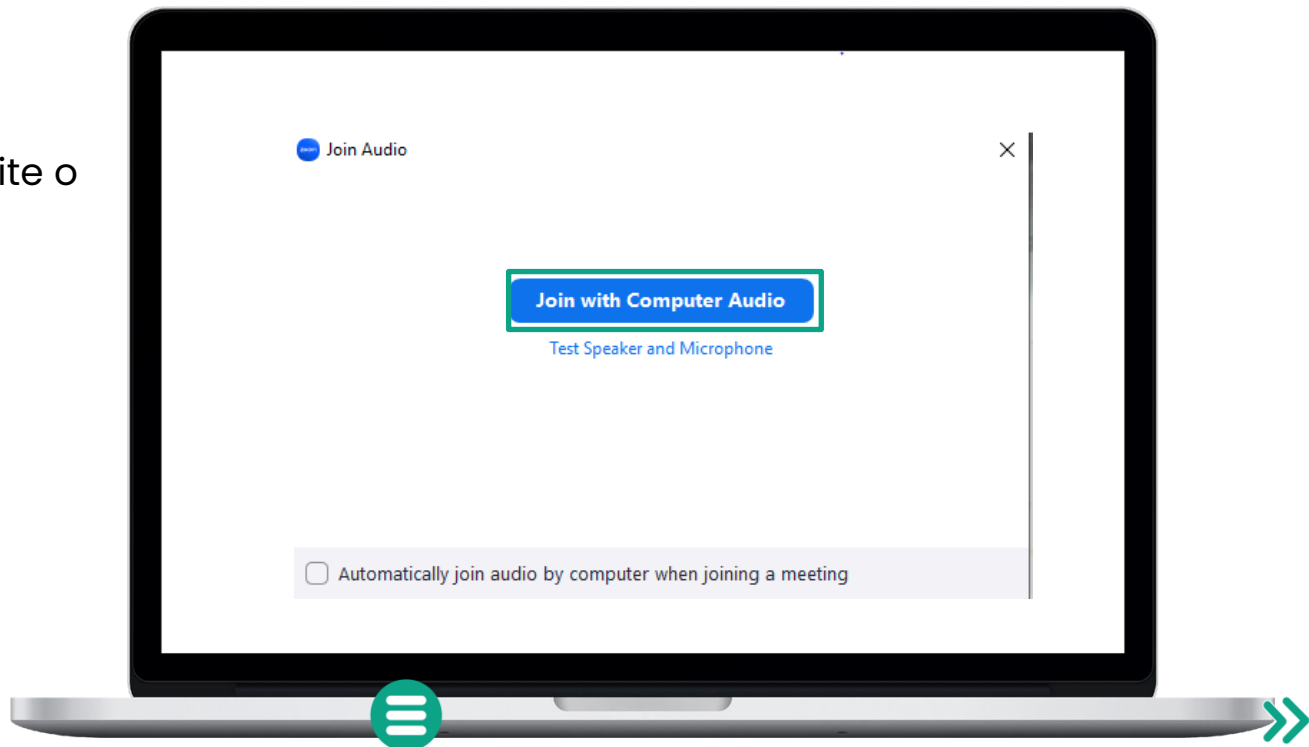 Join Audio
ite o
Join with Computer Audio
Test Speaker and Microphone
Automatically join audio by computer when joining a meeting